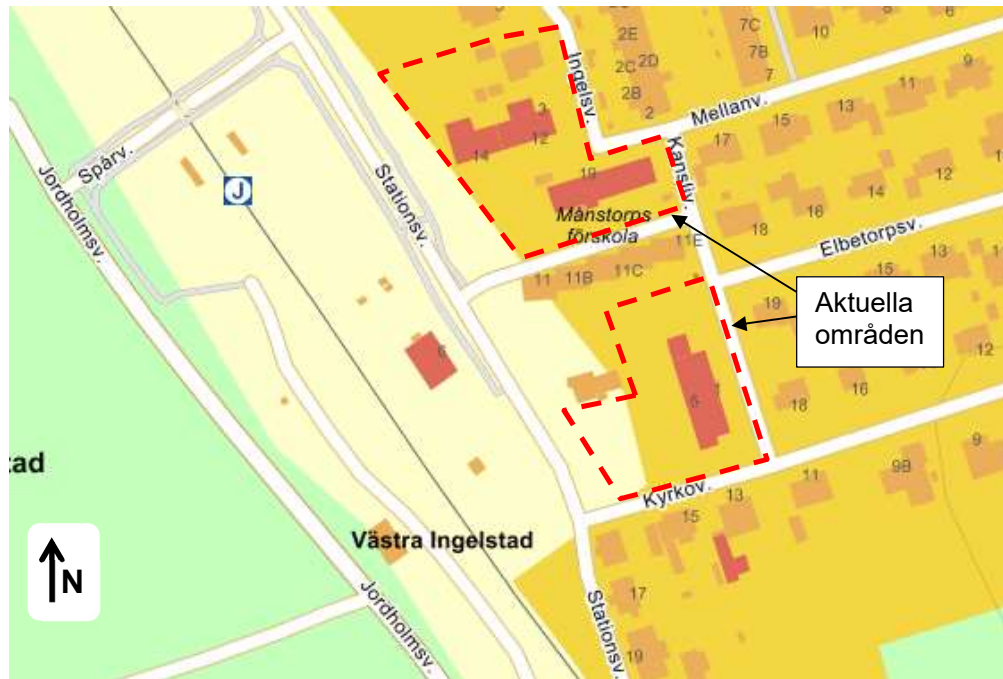 2E
2C
2D
2B
2
7C
7B
7
10
8
6
9
11
13
15
17
Mellanv.
Ingelsv.
3
12
14
19
Kansliv.
Månstorps
förskola
Spårv.
J
Jordholmsv.
Stationsv.
11
11B
11C
11E
18
16
14
12
Elbetorpsv.
13
15
19
Aktuella
områden
12
16
18
6
5
1
tad
Kyrkov.
9
9B
11
13
15
Västra Ingelstad
N
Jordholmsv.
17
19
Stationsv.